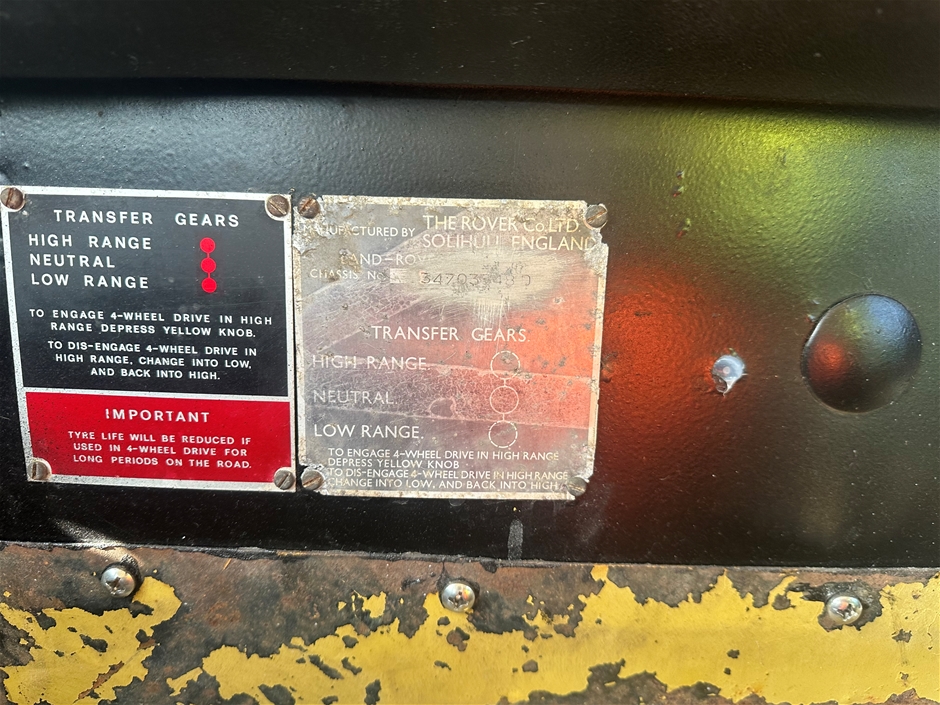 TRANSFER GEARS
HIGH RANGE
NEUTRAL
LOW RANGE
TO ENGAGE 4-WHEEL DRIVE IN HIGH
RANGE DEPRESS YELLOW KNOB.
TO DIS-ENGAGE 4-WHEEL DRIVE IN
HIGH RANGE, CHANGE INTO LOW,
AND BACK INTO HIGH.
IMPORTANT
TYRE LIFE WILL BE REDUCED IF
USED IN 4-WHEEL DRIVE FOR
LONG PERIODS ON THE ROAD.
MANUFACTURED BY THE ROVER Co. LTD.
SOLIHULL ENGLAND
LAND-ROVER
CHASSIS No.
TRANSFER GEARS
HIGH RANGE.
NEUTRAL.
LOW RANGE.
TO ENGAGE 4-WHEEL DRIVE IN HIGH RANGE
DEPRESS YELLOW KNOB.
TO DIS-ENGAGE 4-WHEEL DRIVE IN HIGH RANGE
CHANGE INTO LOW, AND BACK INTO HIGH.